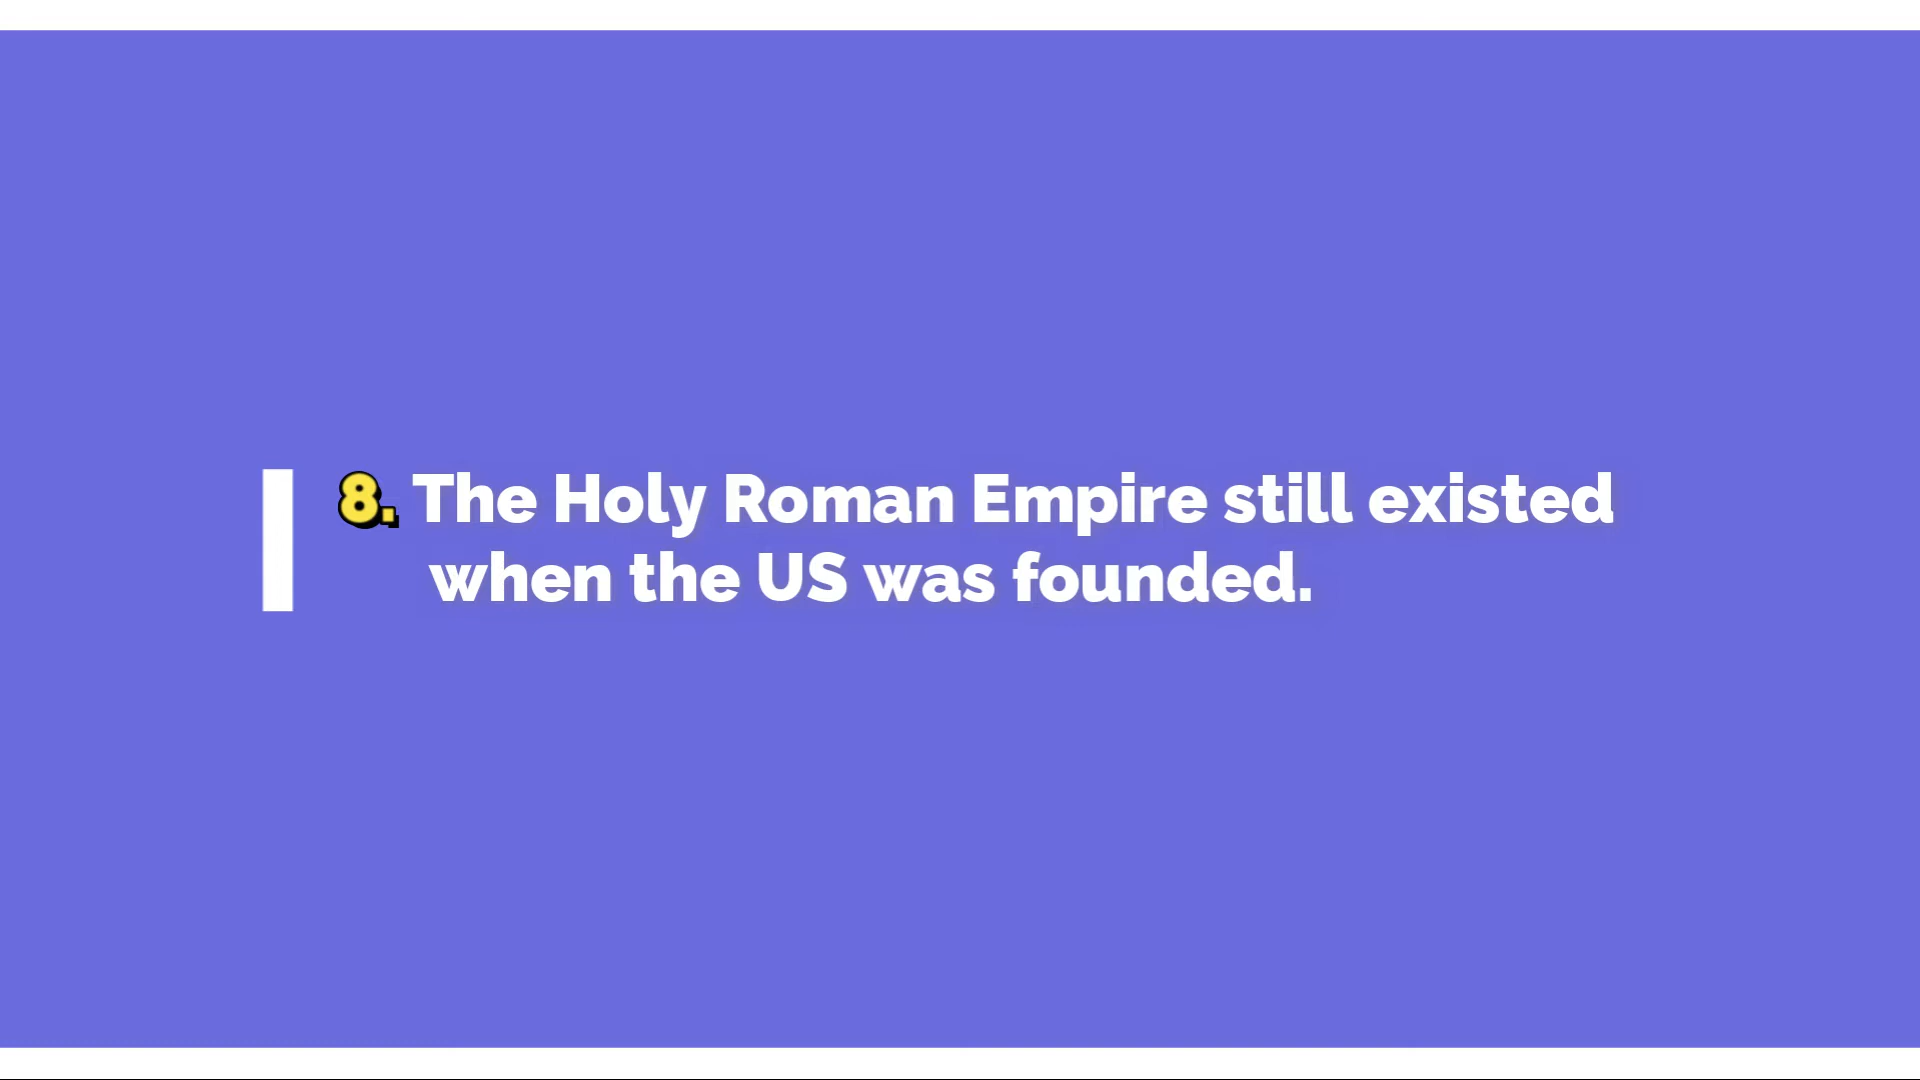 8. The Holy Roman Empire still existed
when the US was founded.